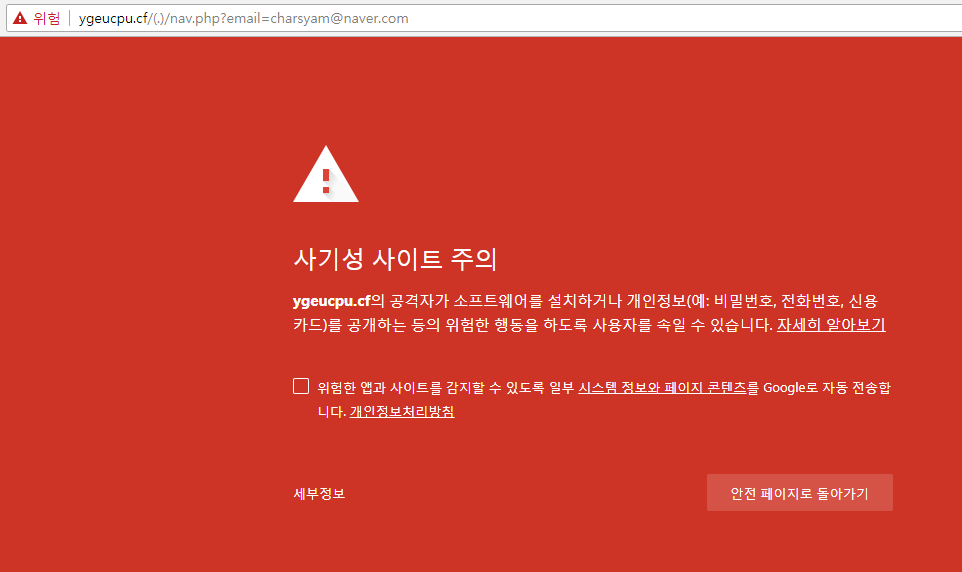 위험 ygeucpu.cf/(.)/nav.php?email=charsyam@naver.com
사기성 사이트 주의
ygeucpu.cf의 공격자가 소프트웨어를 설치하거나 개인정보(예: 비밀번호, 전화번호, 신용
카드)를 공개하는 등의 위험한 행동을 하도록 사용자를 속일 수 있습니다. 자세히 알아보기
위험한 앱과 사이트를 감지할 수 있도록 일부 시스템 정보와 페이지 콘텐츠를 Google로 자동 전송합
니다. 개인정보처리방침
세부정보
안전 페이지로 돌아가기